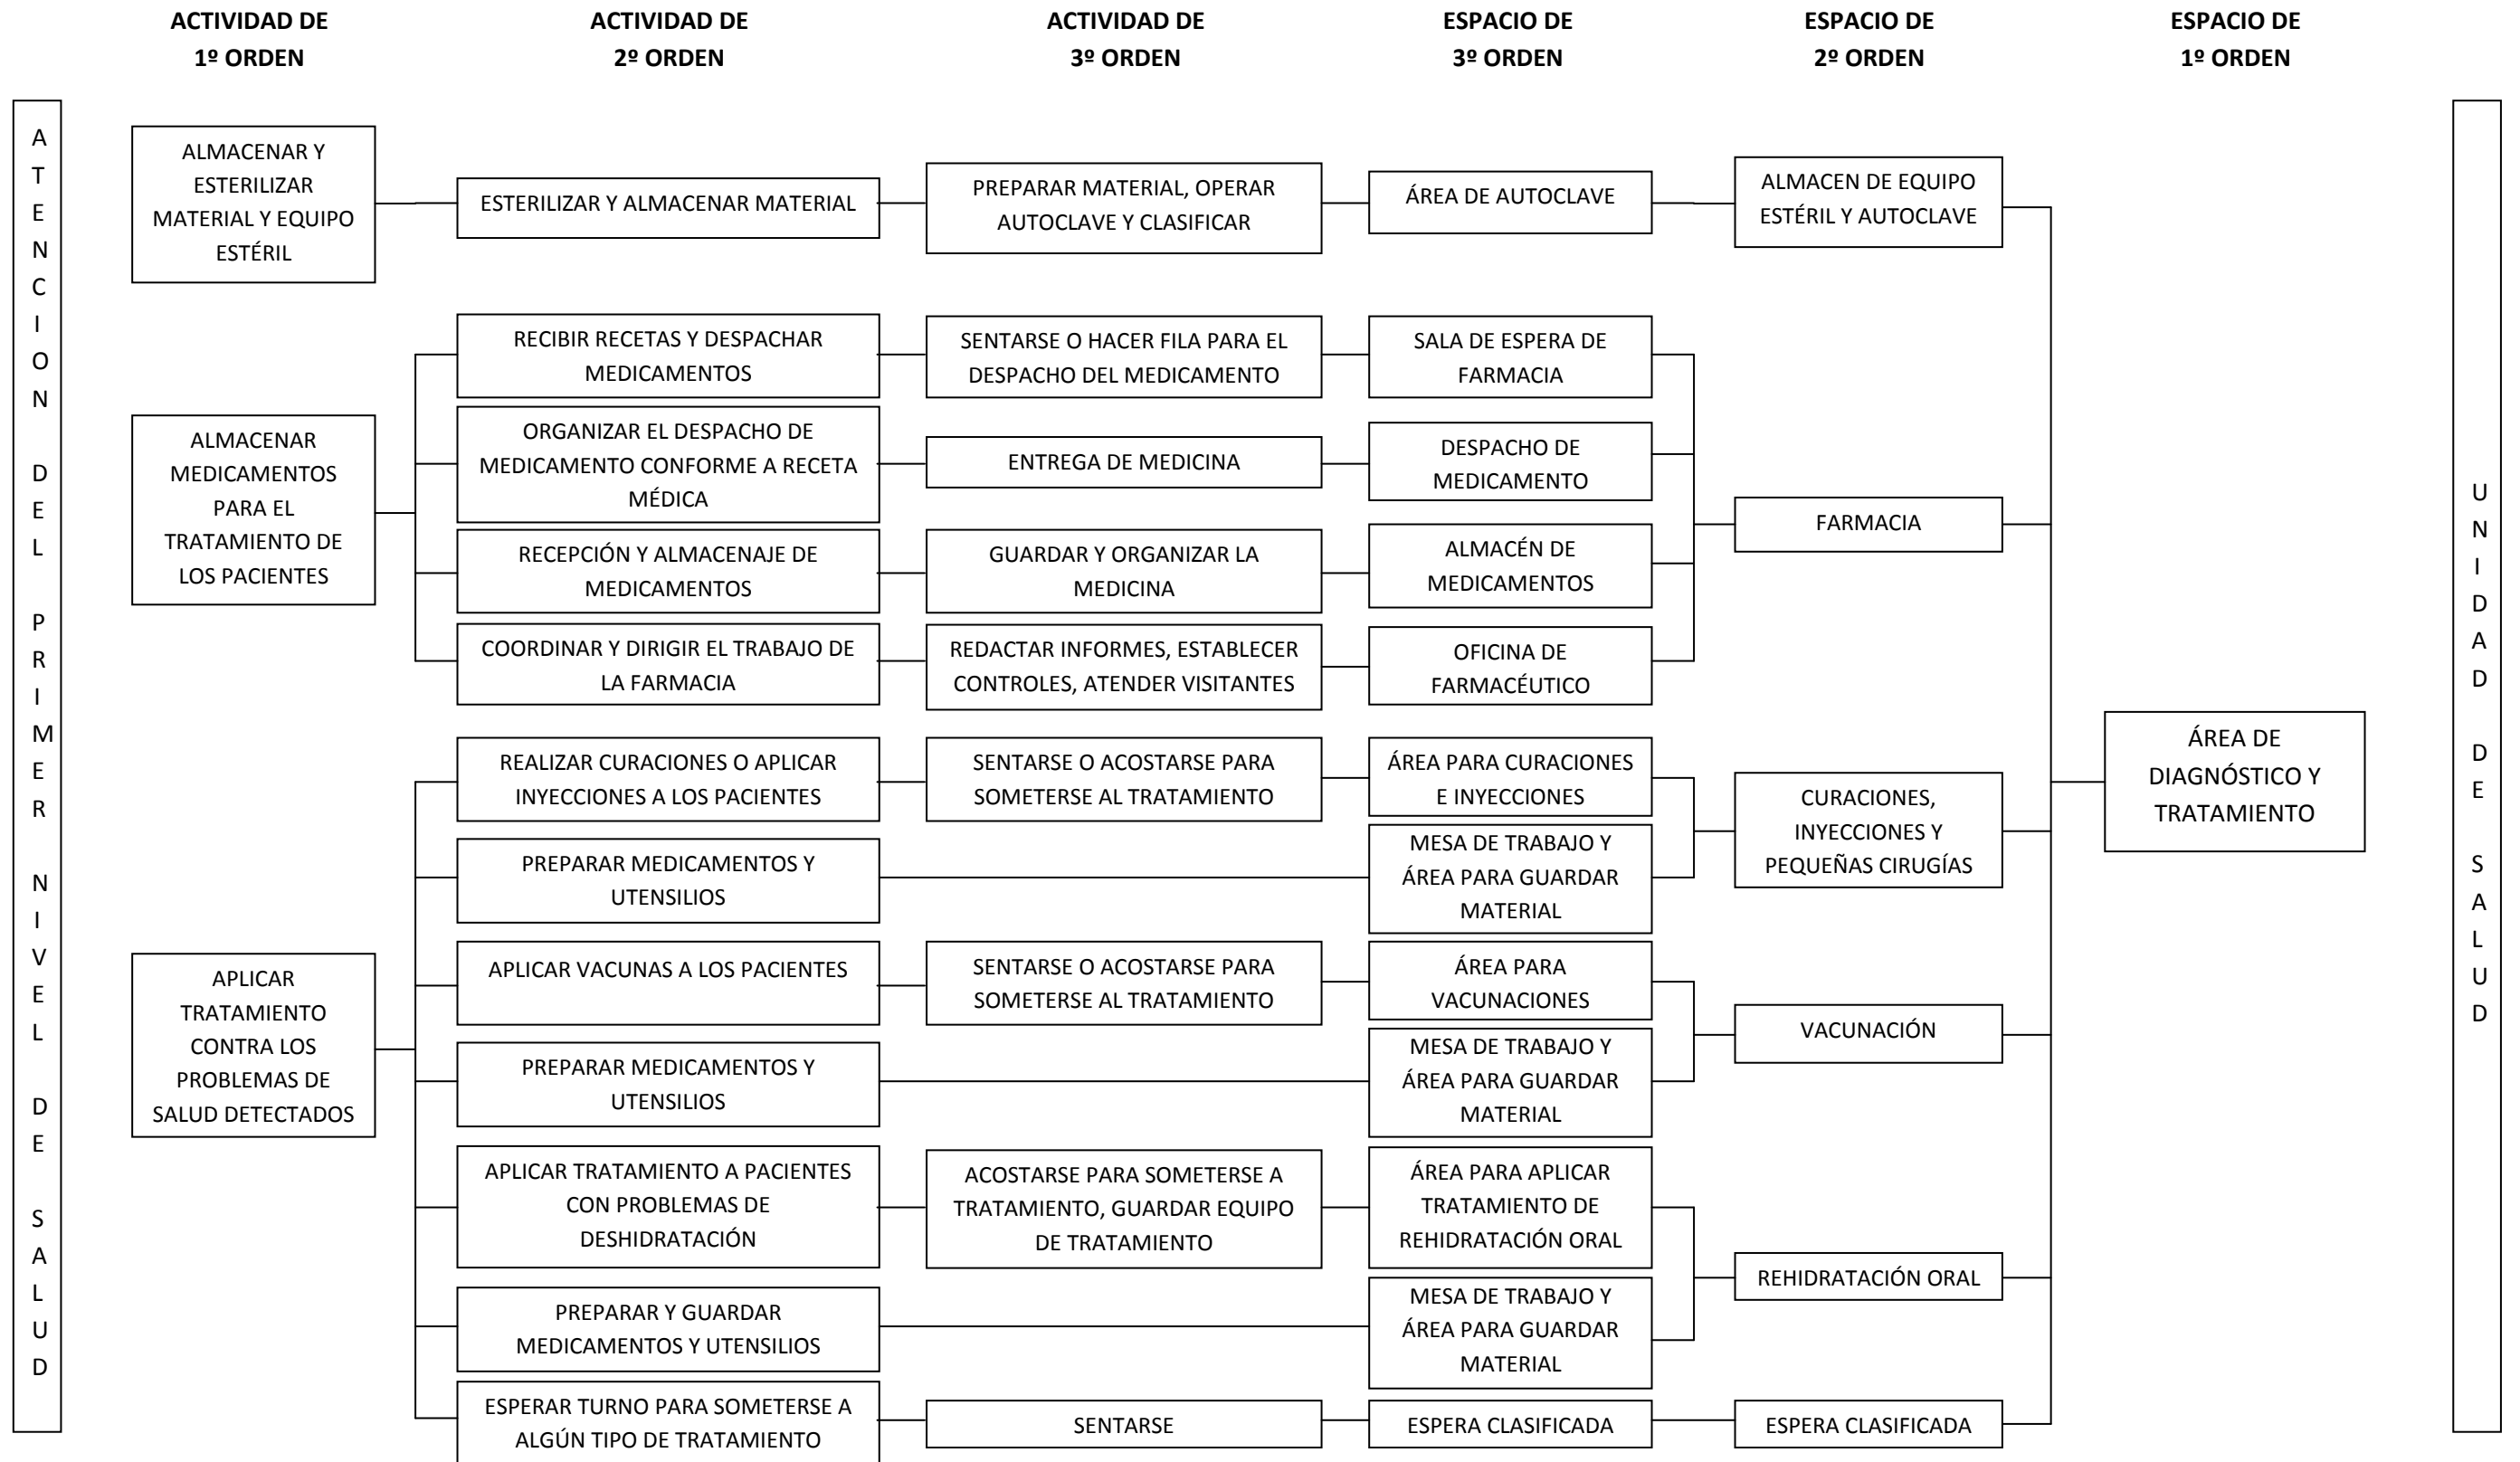 ACTIVIDAD DE
1º ORDEN
ACTIVIDAD DE
2º ORDEN
ACTIVIDAD DE
3º ORDEN
ESPACIO DE
3º ORDEN
ESPACIO DE
2º ORDEN
ESPACIO DE
1º ORDEN
ATENCION DEL PRIMER NIVEL DE SALUD
ALMACENAR Y
ESTERILIZAR
MATERIAL Y EQUIPO
ESTÉRIL
ESTERILIZAR Y ALMACENAR MATERIAL
PREPARAR MATERIAL, OPERAR
AUTOCLAVE Y CLASIFICAR
ÁREA DE AUTOCLAVE
ALMACEN DE EQUIPO
ESTÉRIL Y AUTOCLAVE
ALMACENAR
MEDICAMENTOS
PARA EL
TRATAMIENTO DE
LOS PACIENTES
RECIBIR RECETAS Y DESPACHAR
MEDICAMENTOS
SENTARSE O HACER FILA PARA EL
DESPACHO DEL MEDICAMENTO
SALA DE ESPERA DE
FARMACIA
ORGANIZAR EL DESPACHO DE
MEDICAMENTO CONFORME A RECETA
MÉDICA
ENTREGA DE MEDICINA
DESPACHO DE
MEDICAMENTO
RECEPCIÓN Y ALMACENAJE DE
MEDICAMENTOS
GUARDAR Y ORGANIZAR LA
MEDICINA
ALMACÉN DE
MEDICAMENTOS
COORDINAR Y DIRIGIR EL TRABAJO DE
LA FARMACIA
REDACTAR INFORMES, ESTABLECER
CONTROLES, ATENDER VISITANTES
OFICINA DE
FARMACÉUTICO
FARMACIA
APLICAR
TRATAMIENTO
CONTRA LOS
PROBLEMAS DE
SALUD DETECTADOS
REALIZAR CURACIONES O APLICAR
INYECCIONES A LOS PACIENTES
SENTARSE O ACOSTARSE PARA
SOMETERSE AL TRATAMIENTO
ÁREA PARA CURACIONES
E INYECCIONES
PREPARAR MEDICAMENTOS Y
UTENSILIOS
MESA DE TRABAJO Y
ÁREA PARA GUARDAR
MATERIAL
CURACIONES,
INYECCIONES Y
PEQUEÑAS CIRUGÍAS
APLICAR VACUNAS A LOS PACIENTES
SENTARSE O ACOSTARSE PARA
SOMETERSE AL TRATAMIENTO
ÁREA PARA
VACUNACIONES
PREPARAR MEDICAMENTOS Y
UTENSILIOS
MESA DE TRABAJO Y
ÁREA PARA GUARDAR
MATERIAL
VACUNACIÓN
APLICAR TRATAMIENTO A PACIENTES
CON PROBLEMAS DE
DESHIDRATACIÓN
ACOSTARSE PARA SOMETERSE A
TRATAMIENTO, GUARDAR EQUIPO
DE TRATAMIENTO
ÁREA PARA APLICAR
TRATAMIENTO DE
REHIDRATACIÓN ORAL
PREPARAR Y GUARDAR
MEDICAMENTOS Y UTENSILIOS
MESA DE TRABAJO Y
ÁREA PARA GUARDAR
MATERIAL
REHIDRATACIÓN ORAL
ESPERAR TURNO PARA SOMETERSE A
ALGÚN TIPO DE TRATAMIENTO
SENTARSE
ESPERA CLASIFICADA
ESPERA CLASIFICADA
ÁREA DE
DIAGNÓSTICO Y
TRATAMIENTO
UNIDAD DE SALUD